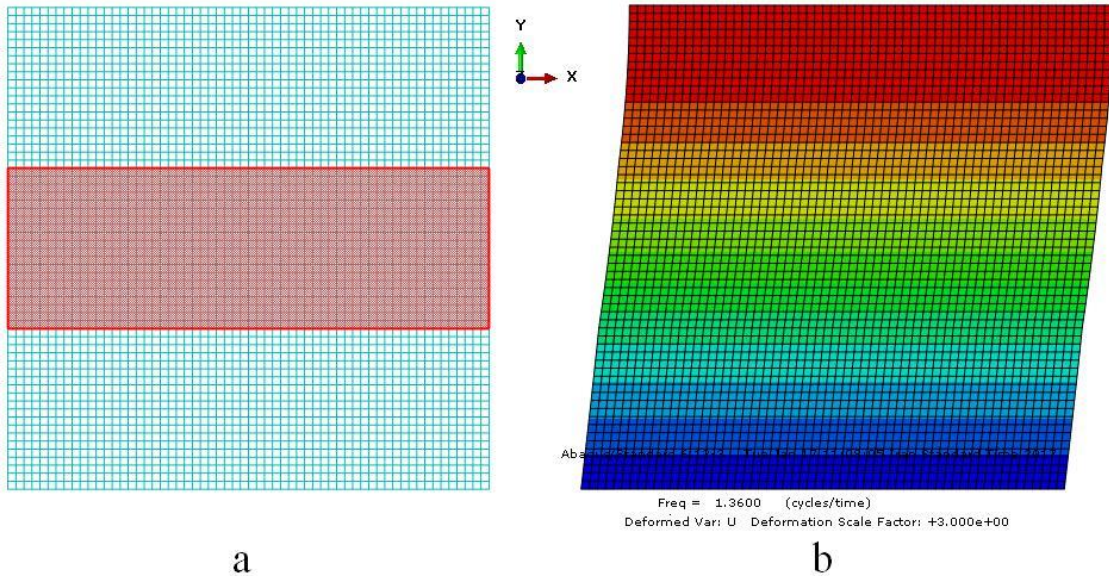 Y
X
Freq = 1.3600 (cycles/time)
Deformed Var: U Deformation Scale Factor: +3.000e+00
a
b